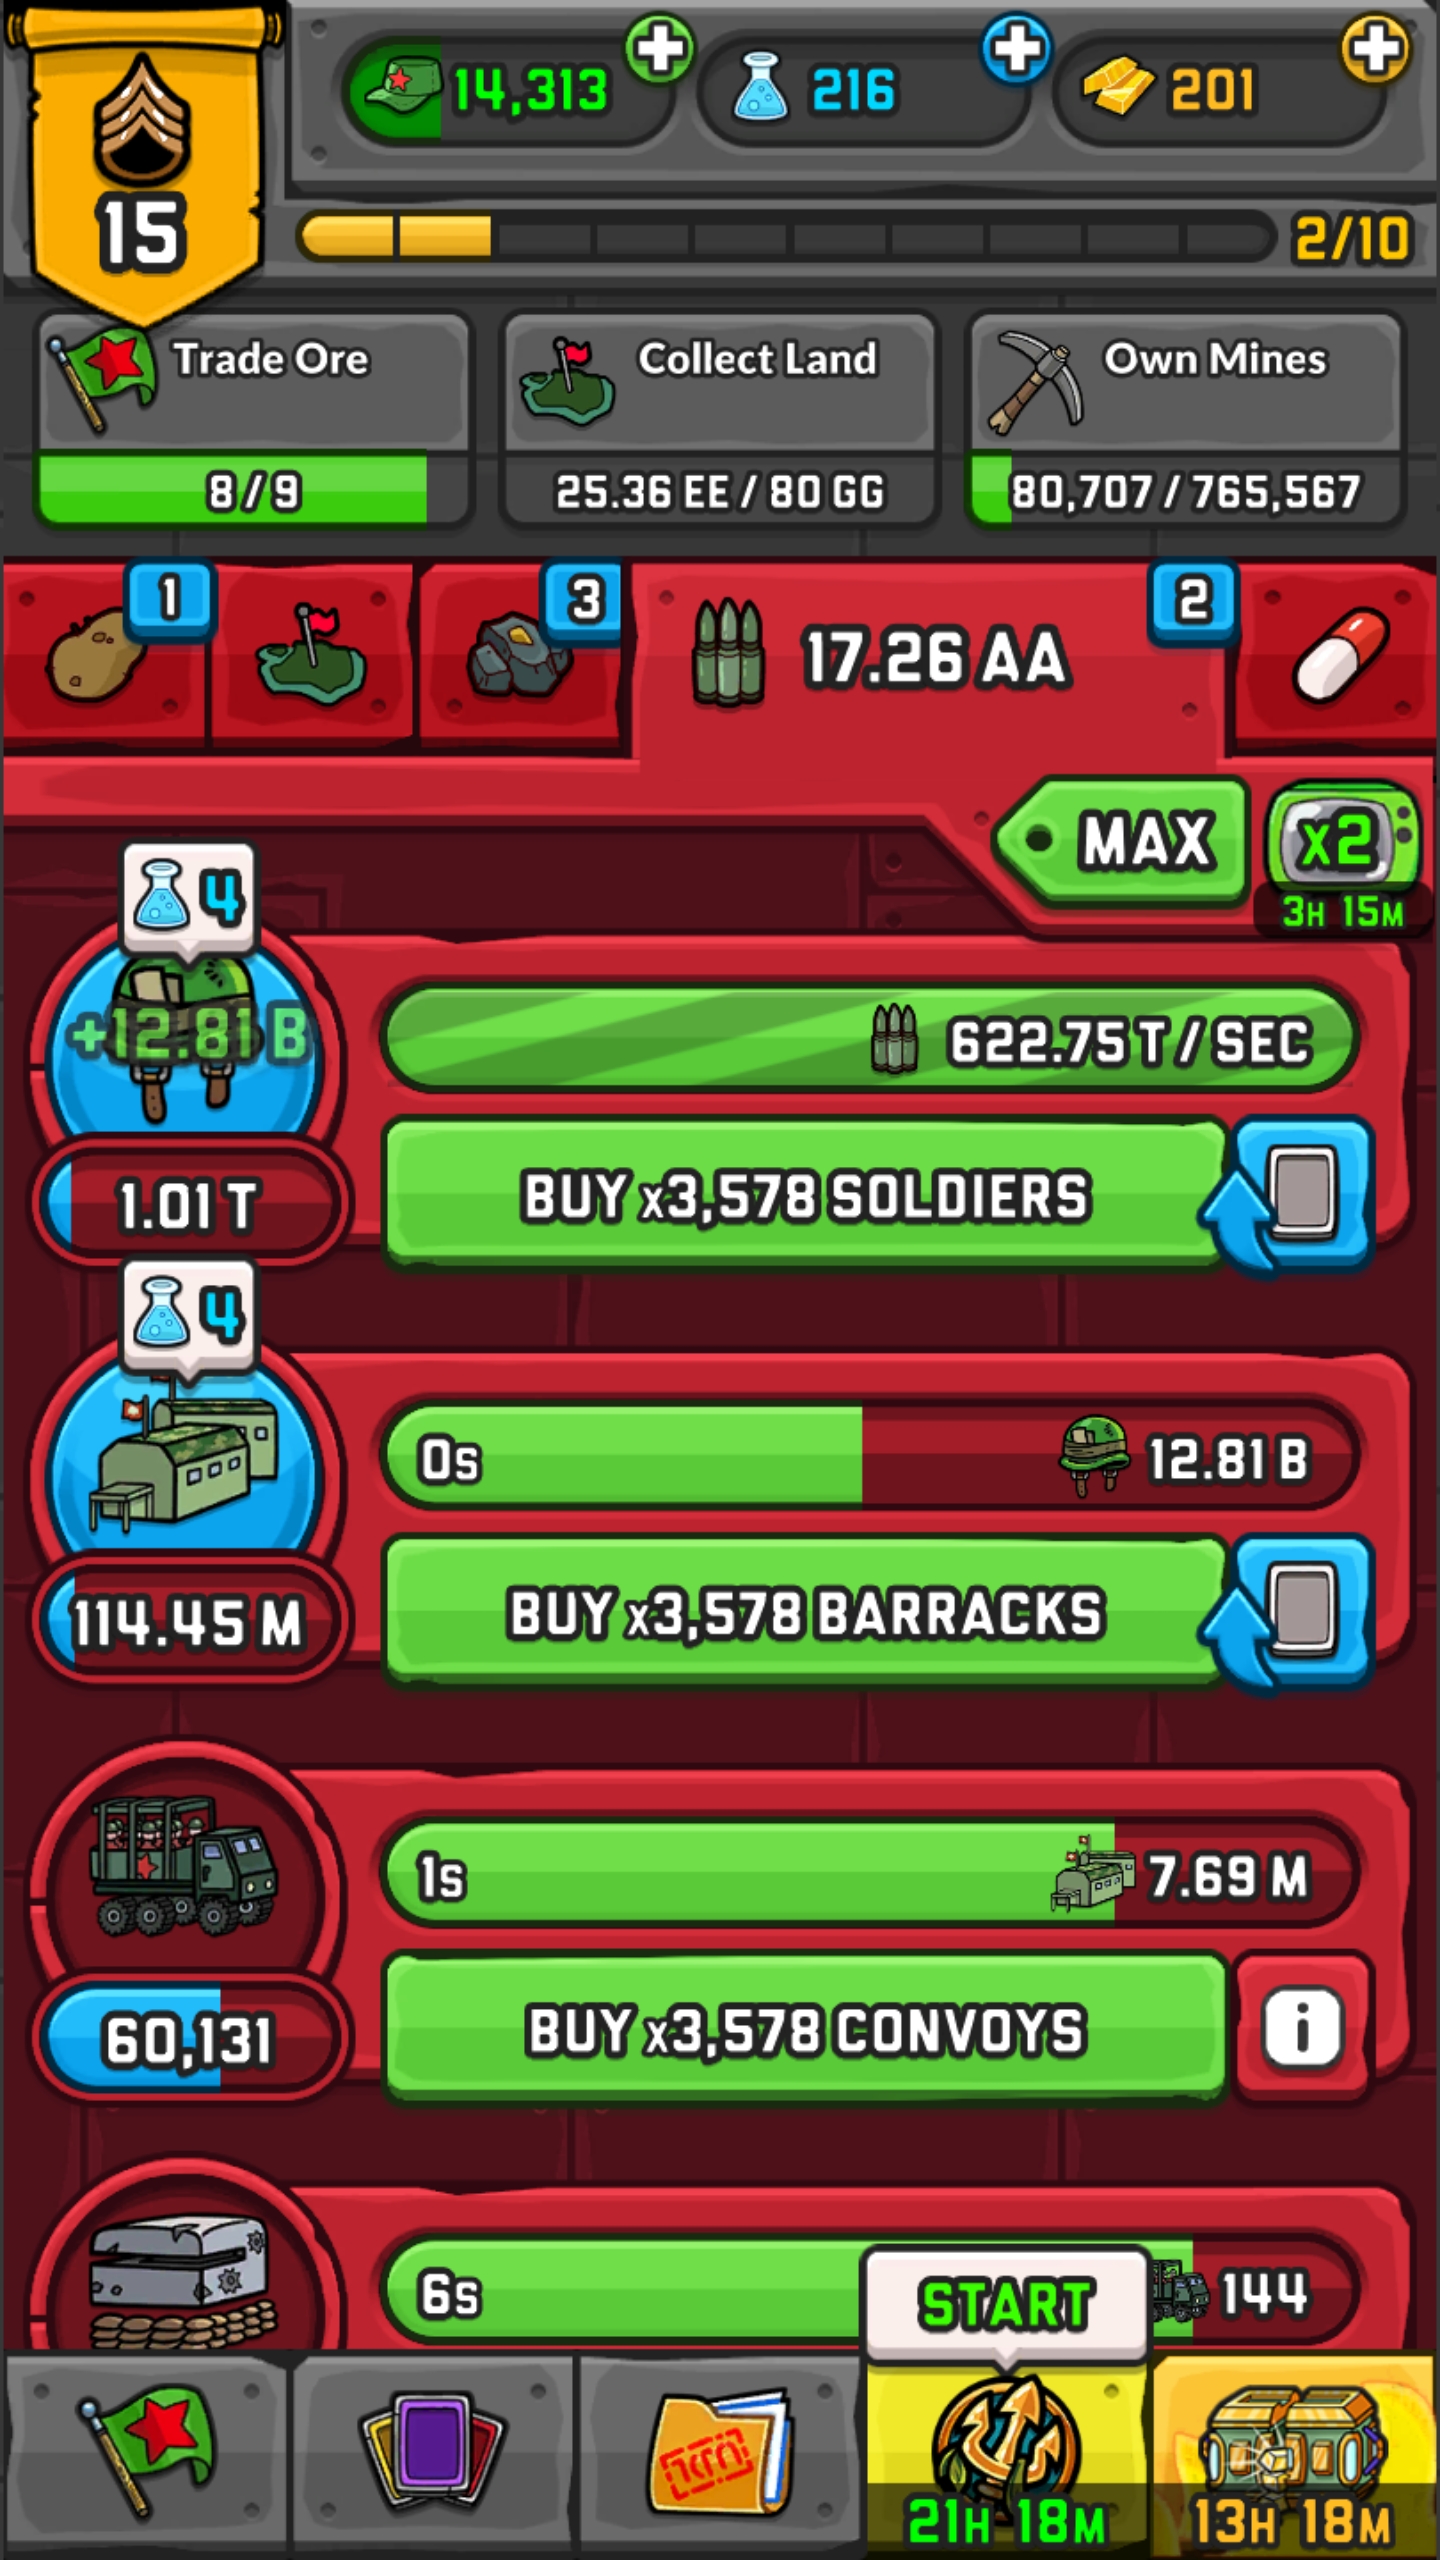 14,313
216
201
15
2/10
Trade Ore
Collect Land
Own Mines
8/9
25.36 EE / 80 GG
80,707 / 765,567
1
3
17.26 AA
2
MAX
x2
3H 15M
4
+12.81 B
622.75 T / SEC
1.01 T
BUY x3,578 SOLDIERS
4
0s
12.81 B
114.45 M
BUY x3,578 BARRACKS
1s
7.69 M
60,131
BUY x3,578 CONVOYS
i
6s
144
START
21H 18M
13H 18M